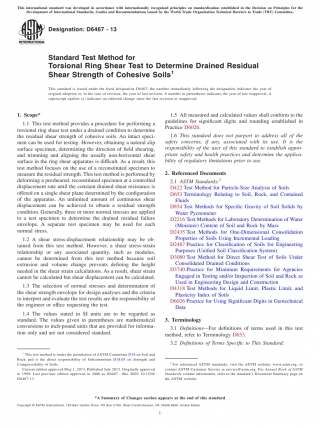 This international standard was developed in accordance with internationally recognized principles on standardization established in the Decision on Principles for the
Development of International Standards, Guides and Recommendations issued by the World Trade Organization Technical Barriers to Trade (TBT) Committee.
Designation: D6467 − 13
INTERNATIONAL
Standard Test Method for
Torsional Ring Shear Test to Determine Drained Residual
Shear Strength of Cohesive Soils1
This standard is issued under the fixed designation D6467; the number immediately following the designation indicates the year of
original adoption or, in the case of revision, the year of last revision. A number in parentheses indicates the year of last reapproval. A
superscript epsilon (ε) indicates an editorial change since the last revision or reapproval.
1. Scope*
1.1 This test method provides a procedure for performing a
torsional ring shear test under a drained condition to determine
the residual shear strength of cohesive soils. An intact speci-
men can be used for testing. However, obtaining a natural slip
surface specimen, determining the direction of field shearing,
and trimming and aligning the usually non-horizontal shear
surface in the ring shear apparatus is difficult. As a result, this
test method focuses on the use of a reconstituted specimen to
measure the residual strength. This test method is performed by
deforming a presheared, reconstituted specimen at a controlled
displacement rate until the constant drained shear resistance is
offered on a single shear plane determined by the configuration
of the apparatus. An unlimited amount of continuous shear
displacement can be achieved to obtain a residual strength
condition. Generally, three or more normal stresses are applied
to a test specimen to determine the drained residual failure
envelope. A separate test specimen may be used for each
normal stress.
1.2 A shear stress-displacement relationship may be ob-
tained from this test method. However, a shear stress-strain
relationship or any associated quantity, such as modulus,
cannot be determined from this test method because soil
extrusion and volume change prevents defining the height
needed in the shear strain calculations. As a result, shear strain
cannot be calculated but shear displacement can be calculated.
1.3 The selection of normal stresses and determination of
the shear strength envelope for design analyses and the criteria
to interpret and evaluate the test results are the responsibility of
the engineer or office requesting the test.
1.4 The values stated in SI units are to be regarded as
standard. The values given in parentheses are mathematical
conversions to inch-pound units that are provided for informa-
tion only and are not considered standard.
1.5 All measured and calculated values shall conform to the
guidelines for significant digits and rounding established in
Practice D6026.
1.6 This standard does not purport to address all of the
safety concerns, if any, associated with its use. It is the
responsibility of the user of this standard to establish appro-
priate safety and health practices and determine the applica-
bility of regulatory limitations prior to use.
2. Referenced Documents
2.1 ASTM Standards:2
D422 Test Method for Particle-Size Analysis of Soils
D653 Terminology Relating to Soil, Rock, and Contained
Fluids
D854 Test Methods for Specific Gravity of Soil Solids by
Water Pycnometer
D2216 Test Methods for Laboratory Determination of Water
(Moisture) Content of Soil and Rock by Mass
D2435 Test Methods for One-Dimensional Consolidation
Properties of Soils Using Incremental Loading
D2487 Practice for Classification of Soils for Engineering
Purposes (Unified Soil Classification System)
D3080 Test Method for Direct Shear Test of Soils Under
Consolidated Drained Conditions
D3740 Practice for Minimum Requirements for Agencies
Engaged in Testing and/or Inspection of Soil and Rock as
Used in Engineering Design and Construction
D4318 Test Methods for Liquid Limit, Plastic Limit, and
Plasticity Index of Soils
D6026 Practice for Using Significant Digits in Geotechnical
Data
3. Terminology
3.1 Definitions—For definitions of terms used in this test
method, refer to Terminology D653.
3.2 Definitions of Terms Specific to This Standard:
1 This test method is under the jurisdiction of ASTM Committee D18 on Soil and
Rock and is the direct responsibility of Subcommittee D18.05 on Strength and
Compressibility of Soils.
Current edition approved May 1, 2013. Published July 2013. Originally approved
in 1999. Last previous edition approved in 2006 as D6467 – 06a. DOI: 10.1520/
D6467-13.
2 For referenced ASTM standards, visit the ASTM website, www.astm.org, or
contact ASTM Customer Service at service@astm.org. For Annual Book of ASTM
Standards volume information, refer to the standard's Document Summary page on
the ASTM website.
*A Summary of Changes section appears at the end of this standard
Copyright © ASTM International, 100 Barr Harbor Drive, PO Box C700, West Conshohocken, PA 19428-2959. United States
1